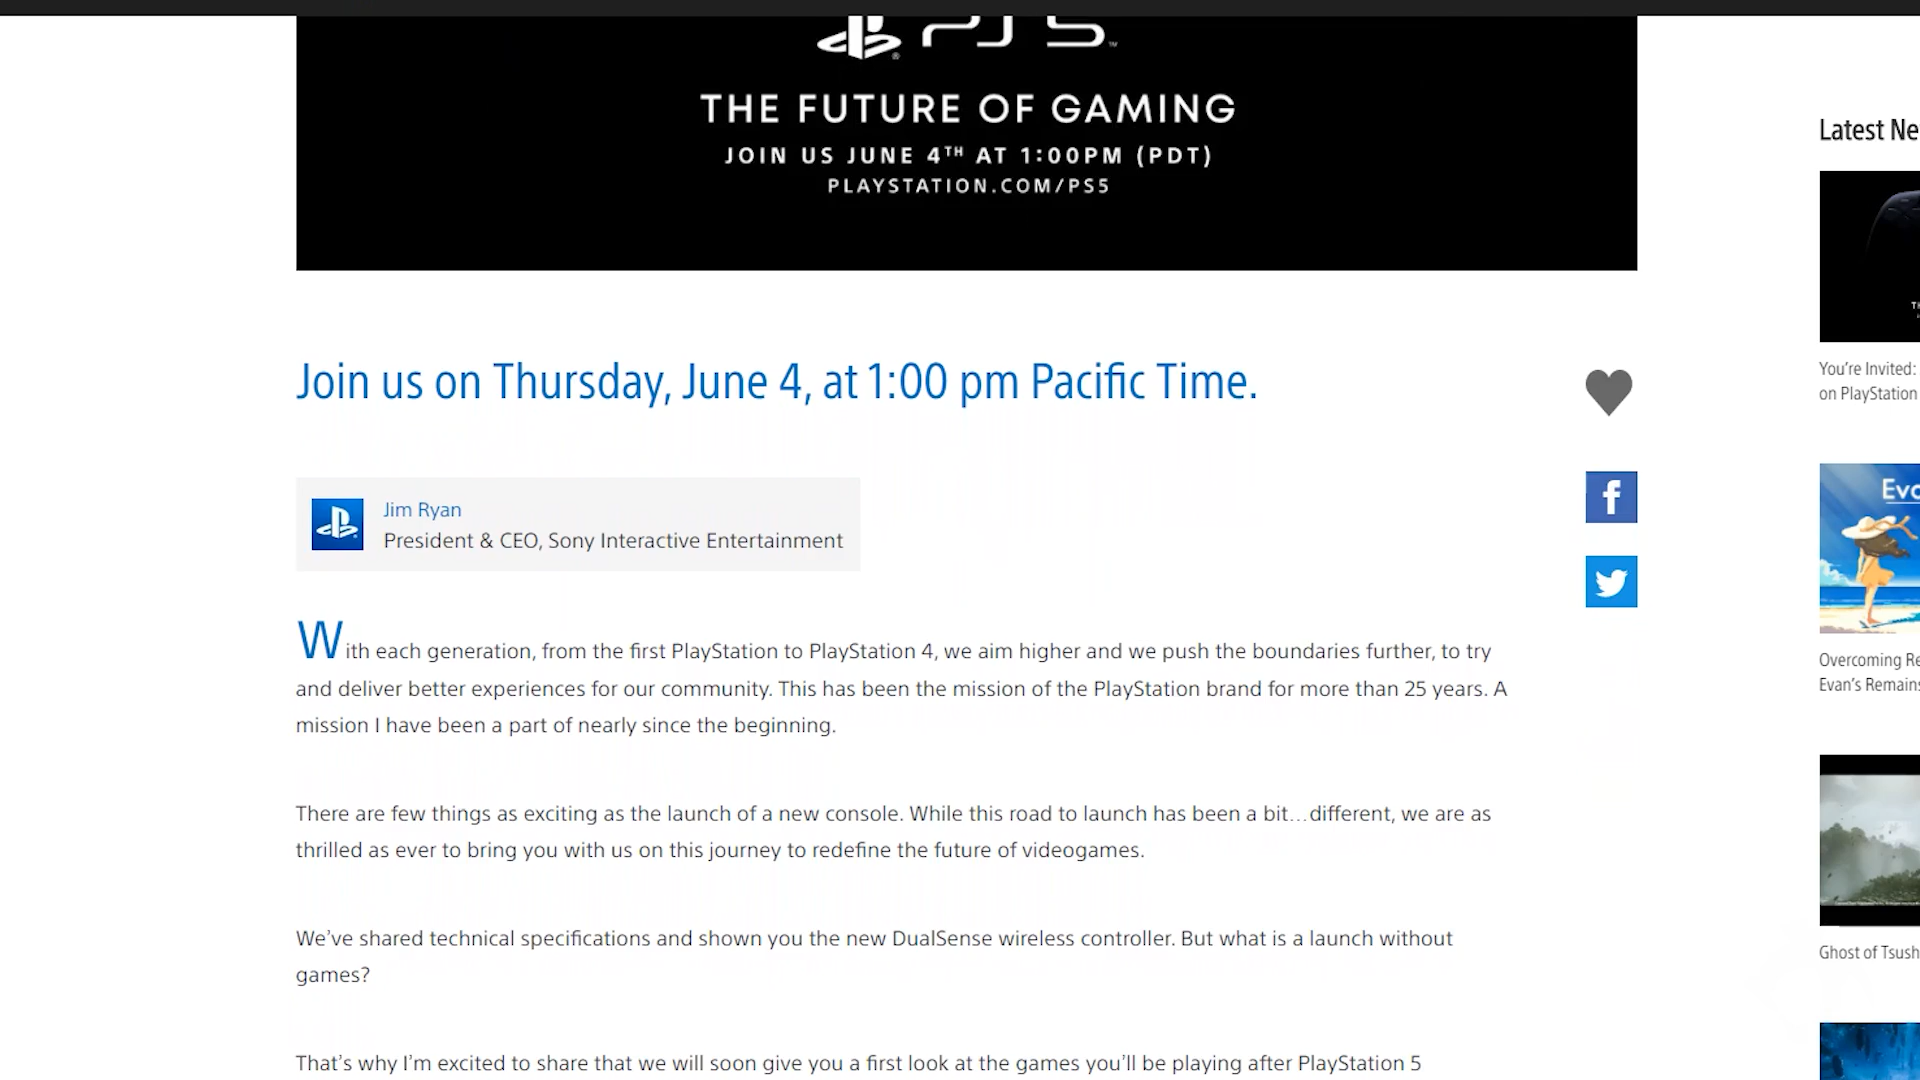 PS5™
THE FUTURE OF GAMING
JOIN US JUNE 4TH AT 1:00PM (PDT)
PLAYSTATION.COM/PS5
Join us on Thursday, June 4, at 1:00 pm Pacific Time.
Jim Ryan
President & CEO, Sony Interactive Entertainment
With each generation, from the first PlayStation to PlayStation 4, we aim higher and we push the boundaries further, to try
and deliver better experiences for our community. This has been the mission of the PlayStation brand for more than 25 years. A
mission I have been a part of nearly since the beginning.
There are few things as exciting as the launch of a new console. While this road to launch has been a bit…different, we are as
thrilled as ever to bring you with us on this journey to redefine the future of videogames.
We’ve shared technical specifications and shown you the new DualSense wireless controller. But what is a launch without
games?
That’s why I’m excited to share that we will soon give you a first look at the games you’ll be playing after PlayStation 5
Latest Ne
You’re Invited:
on PlayStation
Evo
Overcoming Re
Evan’s Remains
Ghost of Tsush